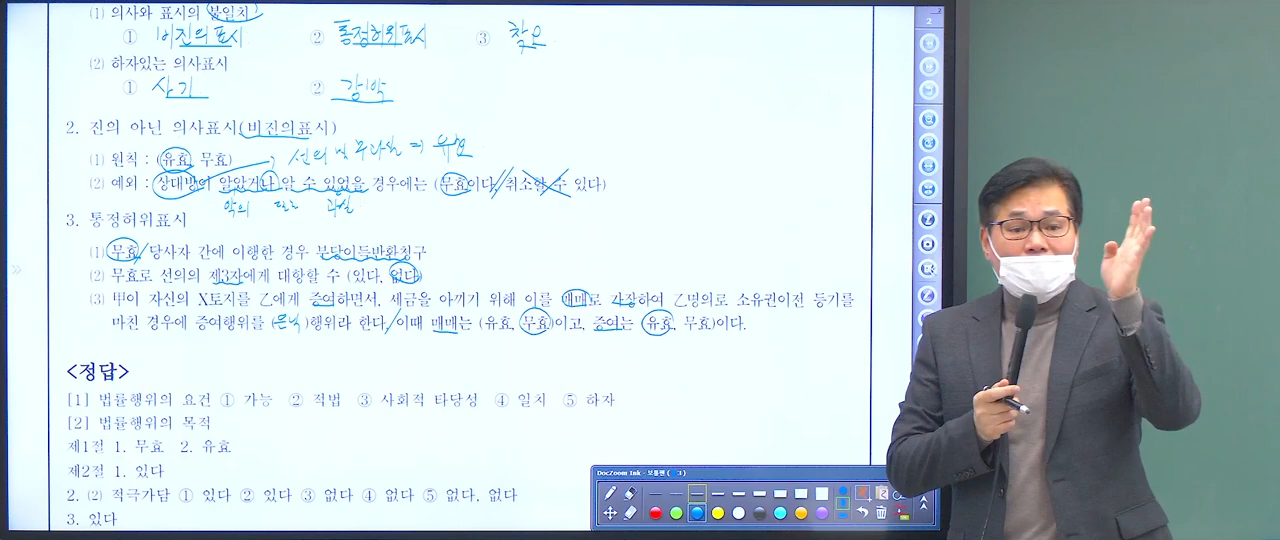 (1) 의사와 표시의 불일치
① 비진의표시 ② 통정허위표시 ③ 착오
(2) 하자있는 의사표시
① 사기 ② 강박
2. 진의 아닌 의사표시(비진의표시)
(1) 원칙 : (유효, 무효) 선의 및 무과실 ⇒ 유효
(2) 예외 : 상대방이 알았거나 알 수 있었을 경우에는 (무효이다, 취소할 수 있다)
악의 또는 과실
3. 통정허위표시
(1) 무효, 당사자 간에 이행한 경우 부당이득반환청구
(2) 무효로 선의의 제3자에게 대항할 수 (있다, 없다)
(3) 甲이 자신의 X토지를 乙에게 증여하면서, 세금을 아끼기 위해 이를 매매로 가장하여 乙명의로 소유권이전 등기를
마친 경우에 증여행위를 (은닉)행위라 한다. 이때 매매는 (유효, 무효)이고, 증여는 (유효, 무효)이다.
<정답>
[1] 법률행위의 요건 ① 가능 ② 적법 ③ 사회적 타당성 ④ 일치 ⑤ 하자
[2] 법률행위의 목적
제1절 1. 무효 2. 유효
제2절 1. 있다
2. (2) 적극가담 ① 있다 ② 있다 ③ 없다 ④ 없다 ⑤ 없다, 없다
3. 있다
DocZoom Ink - 보통펜 ( 3)
2